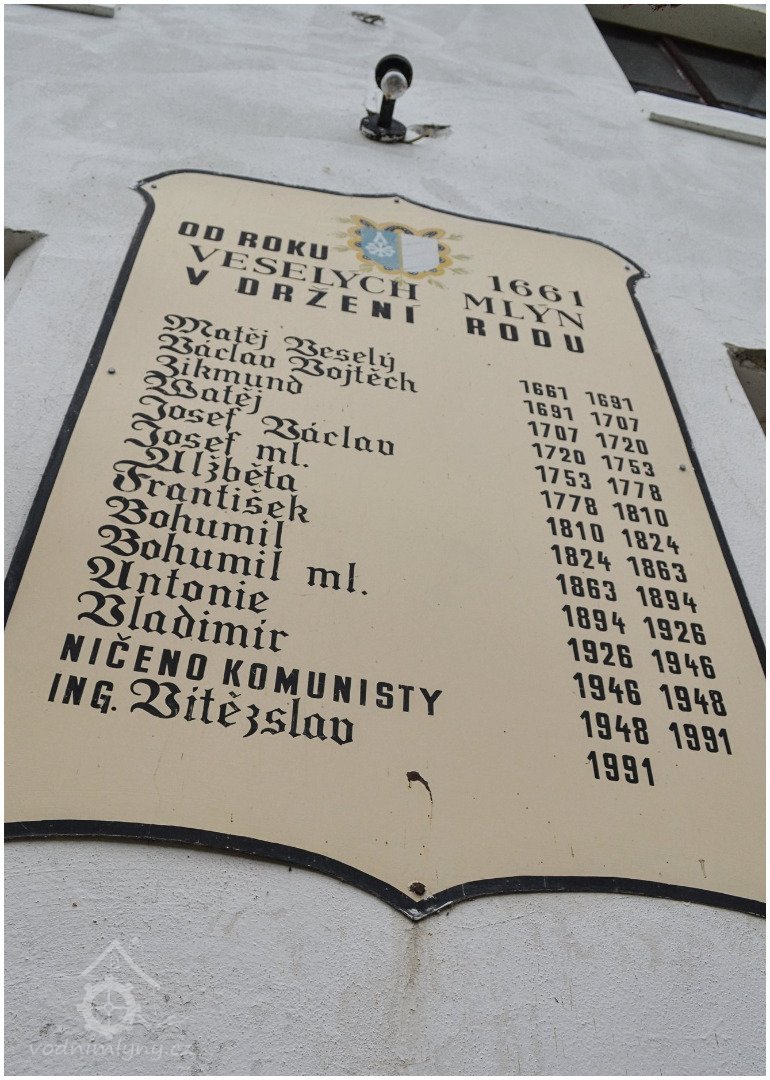 OD ROKU 1661
VESELÝCH MLÝN
V DRŽENÍ RODU
Matěj Veselý 1661 1691
Václav Vojtěch 1691 1707
Zikmund 1707 1720
Matěj 1720 1753
Josef Václav 1753 1778
Josef ml. 1778 1810
Alžběta 1810 1824
František 1824 1863
Bohumil 1863 1894
Bohumil ml. 1894 1926
Antonie 1926 1946
Vladimir 1946 1948
NIČENO KOMUNISTY 1948 1991
ING. Vitězslav 1991
vodnimlyny.cz